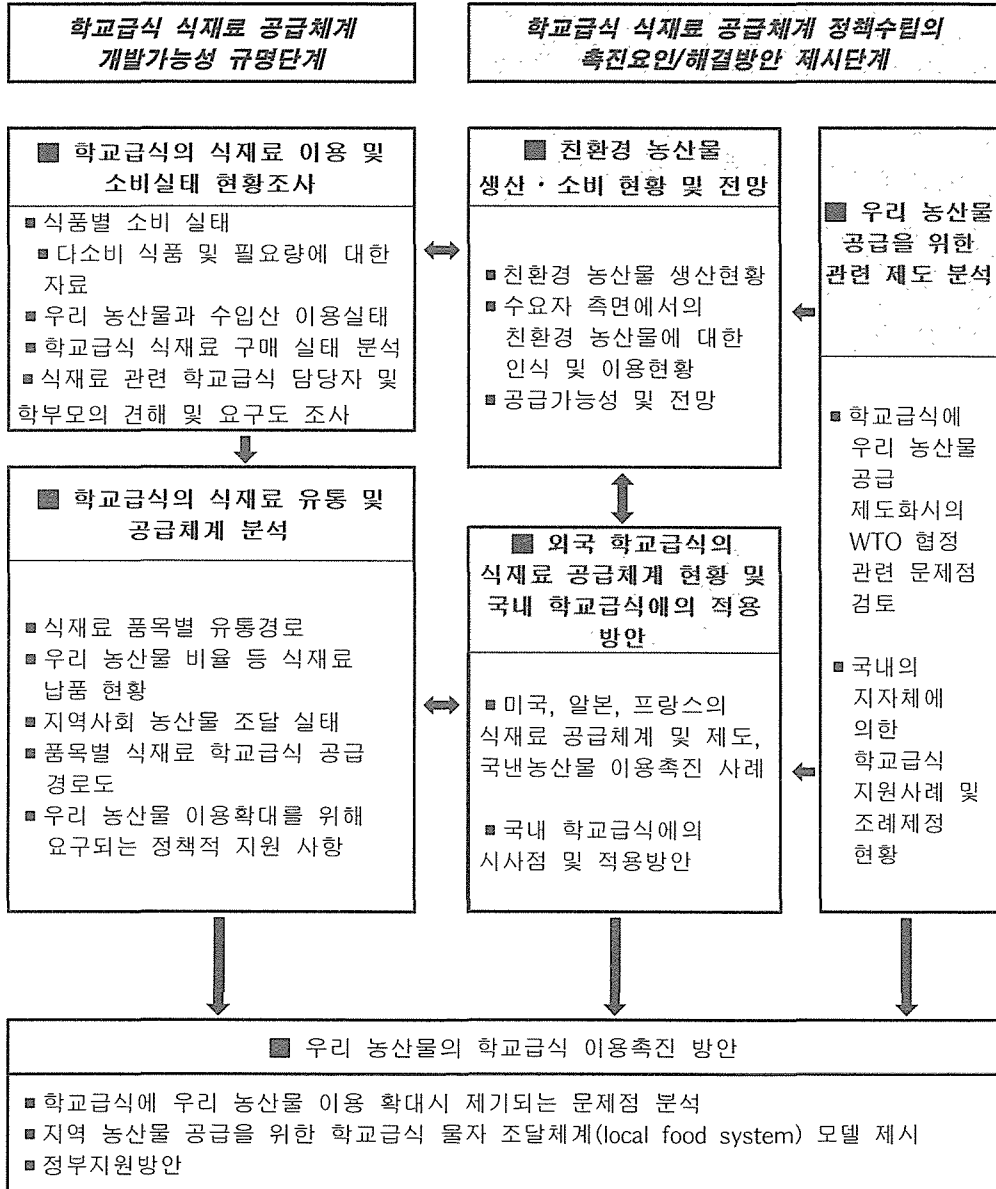 학교급식 식재료 공급체계
개발가능성 규명단계
학교급식 식재료 공급체계 정책수립의
촉진요인/해결방안 제시단계
■ 학교급식의 식재료 이용 및
소비실태 현황조사
■ 식품별 소비 실태
■ 다소비 식품 및 필요량에 대한
자료
■ 우리 농산물과 수입산 이용실태
■ 학교급식 식재료 구매 실태 분석
■ 식재료 관련 학교급식 담당자 및
학부모의 견해 및 요구도 조사
■ 학교급식의 식재료 유통 및
공급체계 분석
■ 식재료 품목별 유통경로
■ 우리 농산물 비율 등 식재료
납품 현황
■ 지역사회 농산물 조달 실태
■ 품목별 식재료 학교급식 공급
경로도
■ 우리 농산물 이용확대를 위해
요구되는 정책적 지원 사항
■ 친환경 농산물
생산 · 소비 현황 및 전망
■ 친환경 농산물 생산현황
■ 수요자 측면에서의
친환경 농산물에 대한
인식 및 이용현황
■ 공급가능성 및 전망
■ 외국 학교급식의
식재료 공급체계 현황 및
국내 학교급식에의 적용
방안
■ 미국, 알본, 프랑스의
식재료 공급체계 및 제도,
국낸농산물 이용촉진 사례
■ 국내 학교급식에의
시사점 및 적용방안
■ 우리 농산물
공급을 위한
관련 제도 분석
■ 학교급식에
우리 농산물
공급
제도화시의
WTO 협정
관련 문제점
검토
■ 국내의
지자체에
의한
학교급식
지원사례 및
조례제정
현황
■ 우리 농산물의 학교급식 이용촉진 방안
■ 학교급식에 우리 농산물 이용 확대시 제기되는 문제점 분석
■ 지역 농산물 공급을 위한 학교급식 물자 조달체계(local food system) 모델 제시
■ 정부지원방안